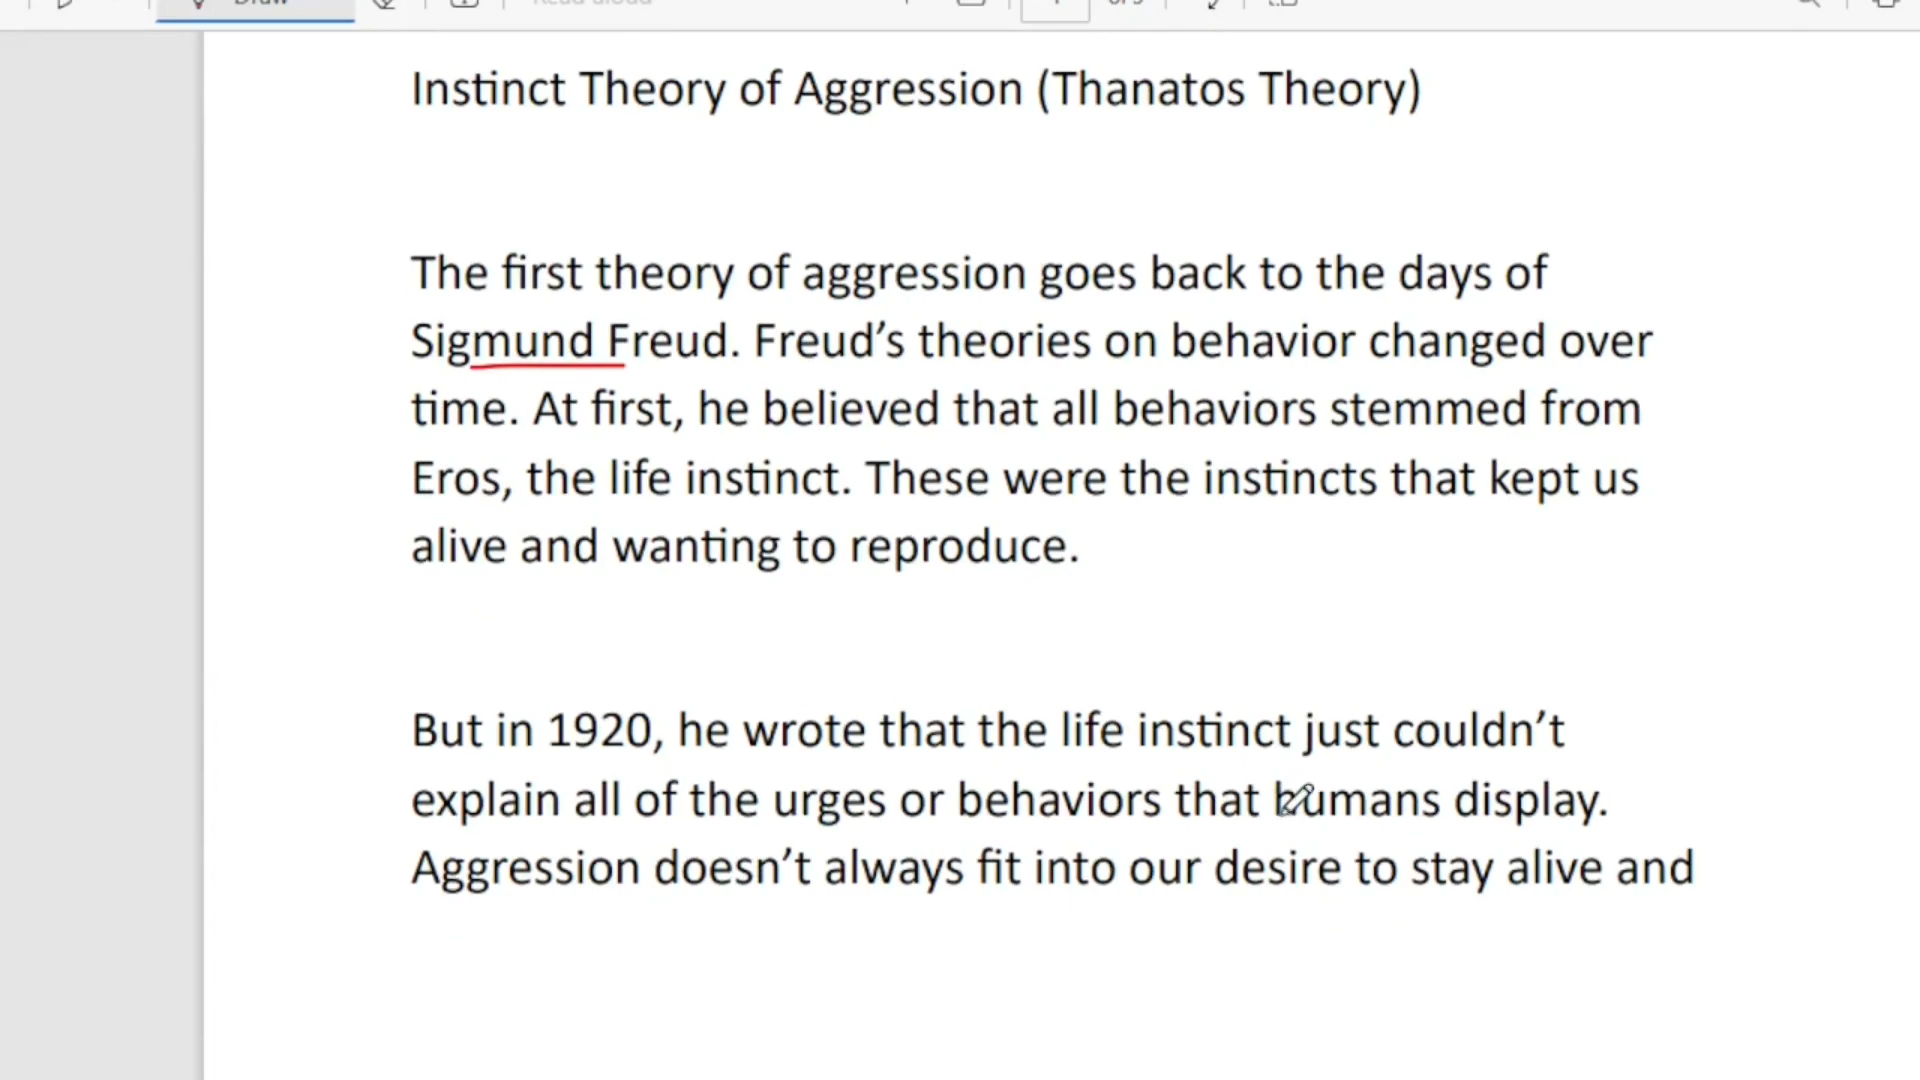 Draw
Read aloud
Instinct Theory of Aggression (Thanatos Theory)
The first theory of aggression goes back to the days of
Sigmund Freud. Freud’s theories on behavior changed over
time. At first, he believed that all behaviors stemmed from
Eros, the life instinct. These were the instincts that kept us
alive and wanting to reproduce.
But in 1920, he wrote that the life instinct just couldn’t
explain all of the urges or behaviors that humans display.
Aggression doesn’t always fit into our desire to stay alive and